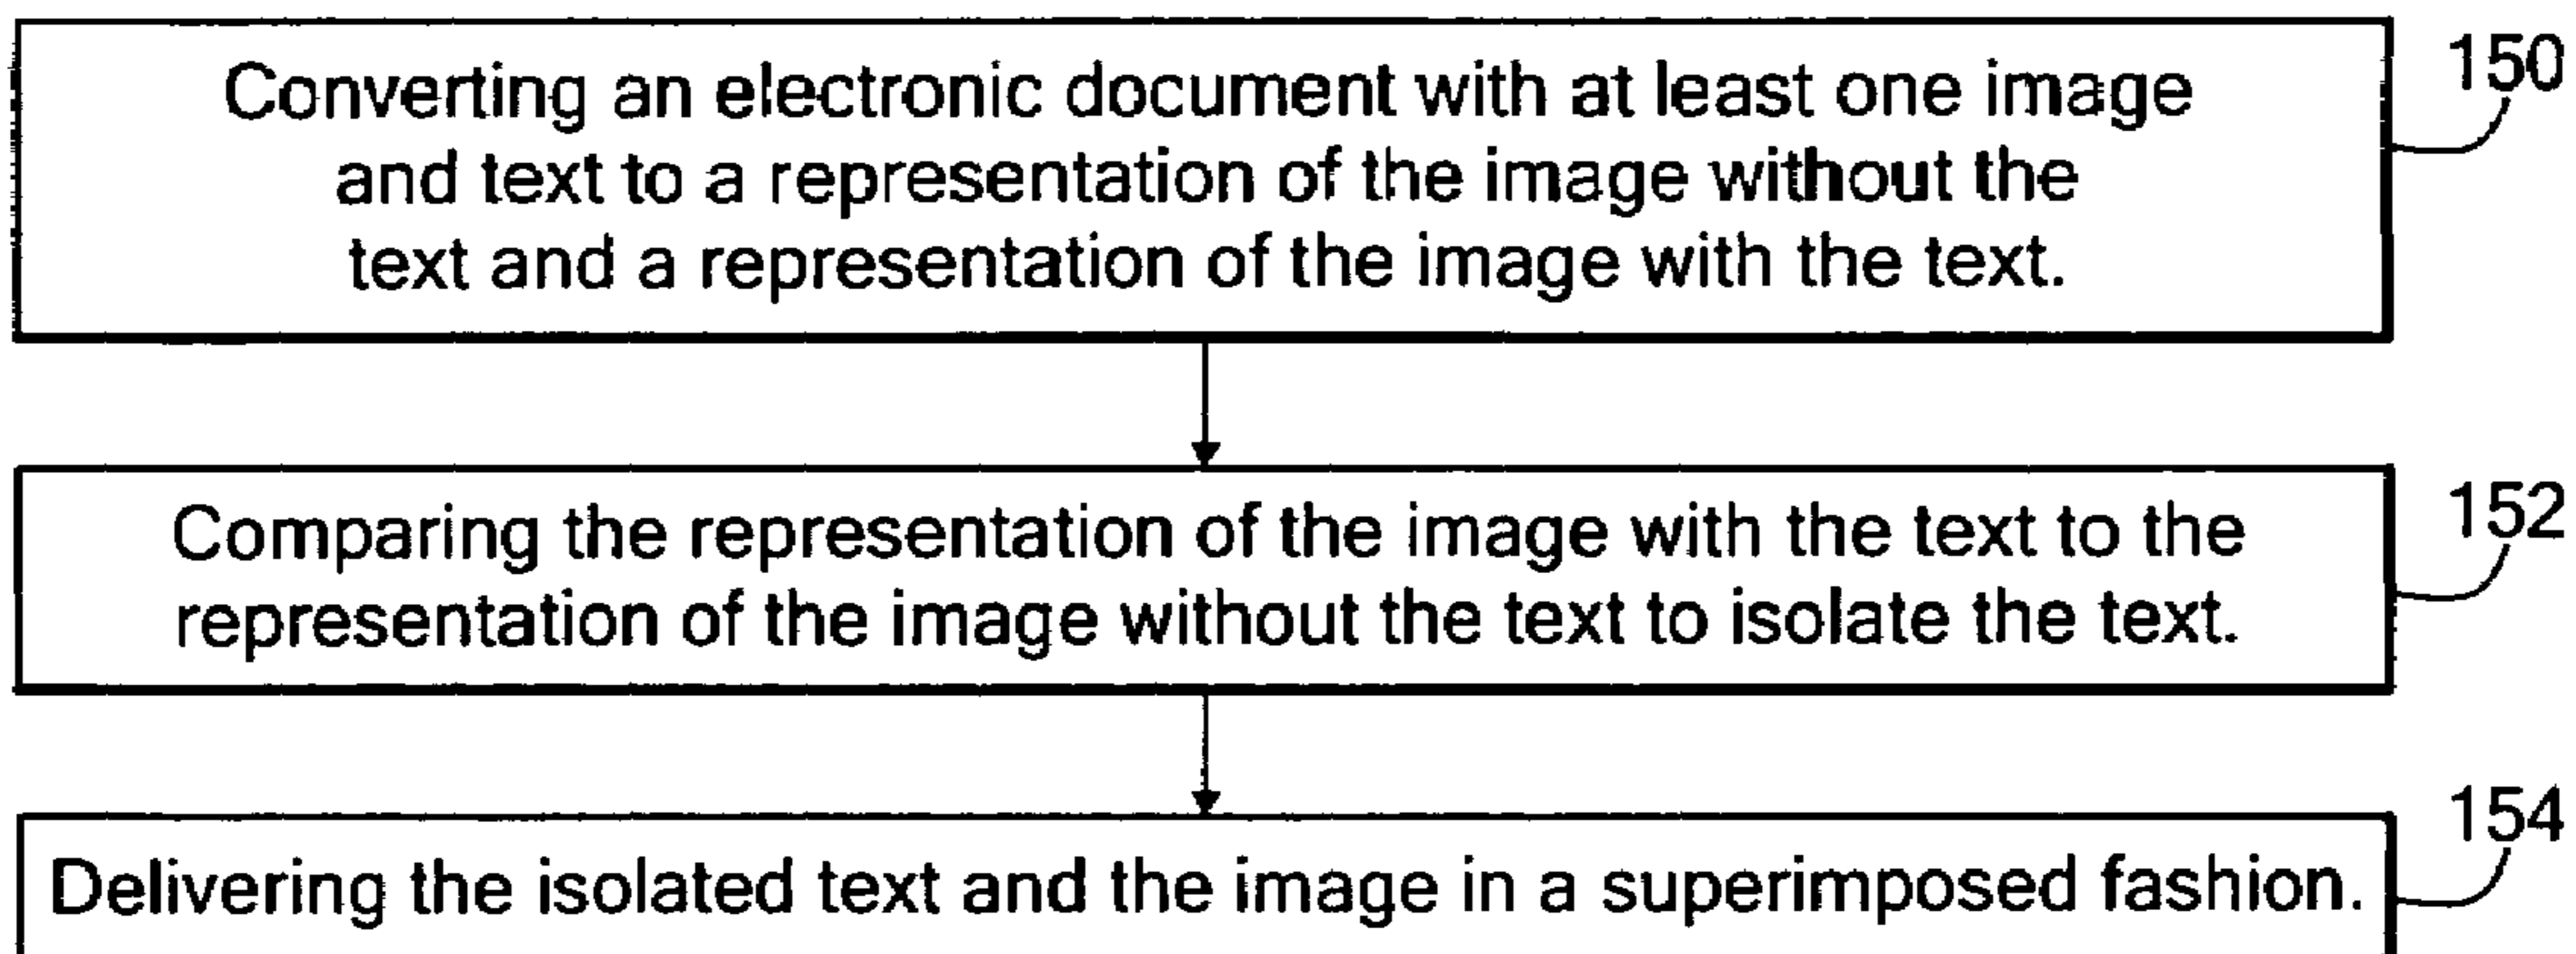 Converting an electronic document with at least one image
and text to a representation of the image without the
text and a representation of the image with the text.
150
Comparing the representation of the image with the text to the
representation of the image without the text to isolate the text.
152
Delivering the isolated text and the image in a superimposed fashion.
154